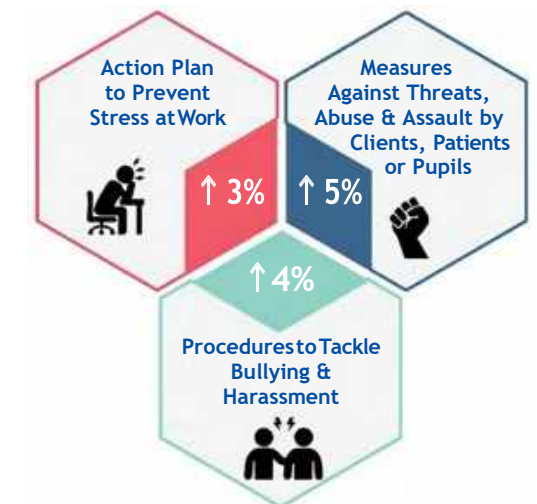 Action Plan
to Prevent
Stress at Work
↑ 3%
Measures
Against Threats,
Abuse & Assault by
Clients, Patients
or Pupils
↑ 5%
↑ 4%
Procedures to Tackle
Bullying &
Harassment